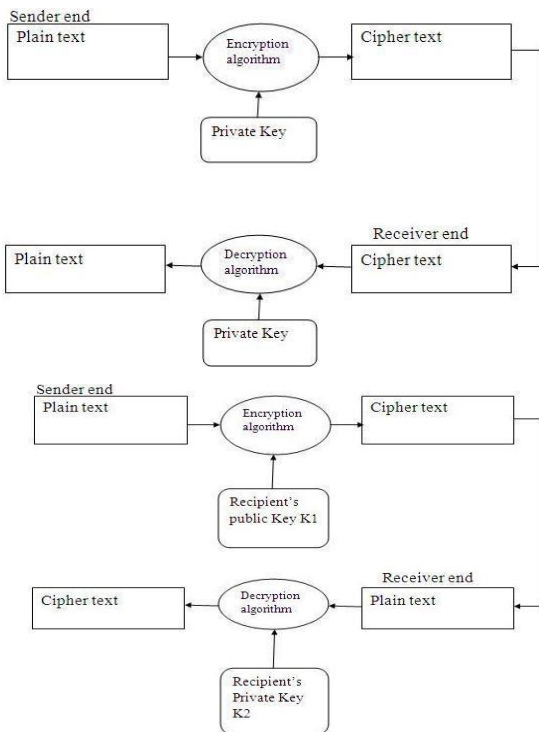 Sender end
Plain text
Encryption
algorithm
Cipher text
Private Key
Receiver end
Plain text
Decryption
algorithm
Cipher text
Private Key
Sender end
Plain text
Encryption
algorithm
Cipher text
Recipient's
public Key K1
Receiver end
Cipher text
Decryption
algorithm
Plain text
Recipient's
Private Key
K2